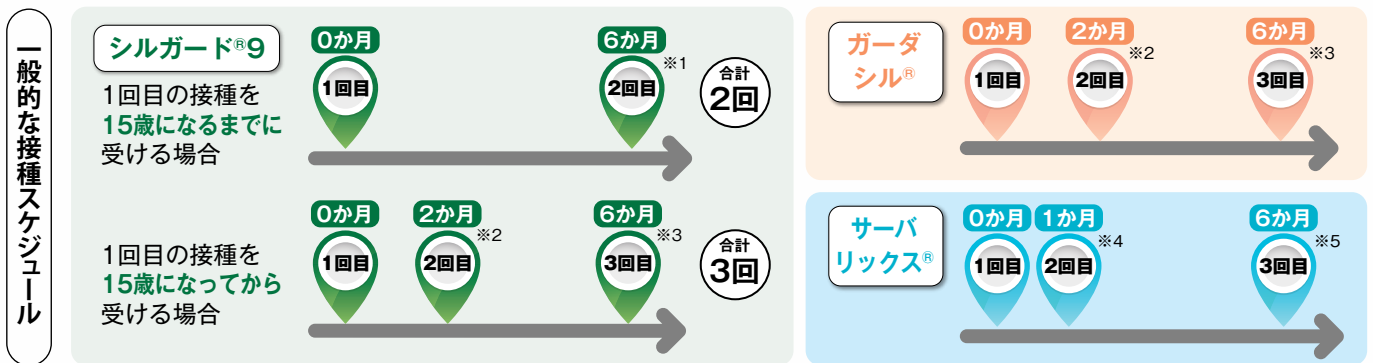 一般的な接種スケジュール
シルガード®9
1回目の接種を
15歳になるまでに
受ける場合
0か月
1回目
6か月
※1
2回目
合計
2回
1回目の接種を
15歳になってから
受ける場合
0か月
1回目
2か月
※2
2回目
6か月
※3
3回目
合計
3回
ガーダ
シル®
0か月
1回目
2か月
※2
2回目
6か月
※3
3回目
サーバ
リックス®
0か月
1回目
1か月
※4
2回目
6か月
※5
3回目